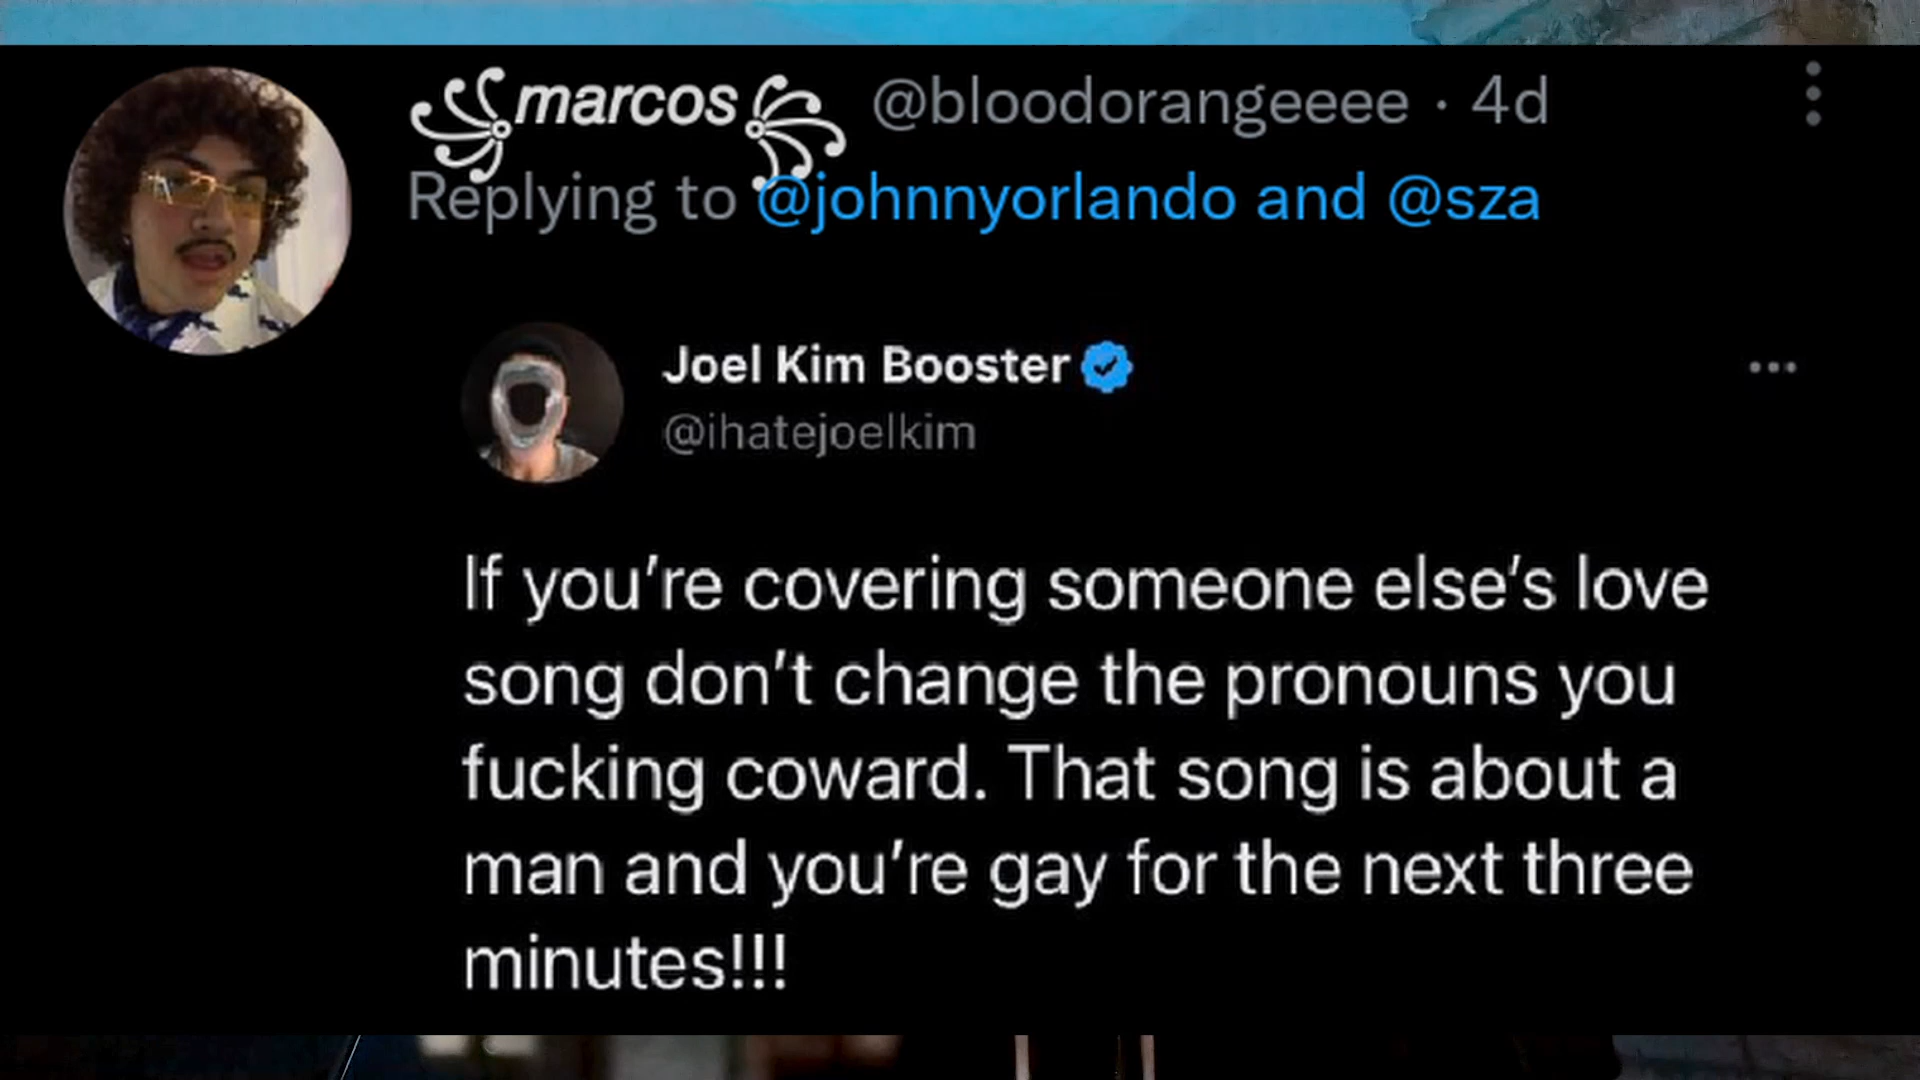 ꧁marcos꧂ @bloodorangeeee · 4d
Replying to @johnnyorlando and @sza
Joel Kim Booster
@ihatejoelkim
If you’re covering someone else’s love
song don’t change the pronouns you
fucking coward. That song is about a
man and you’re gay for the next three
minutes!!!